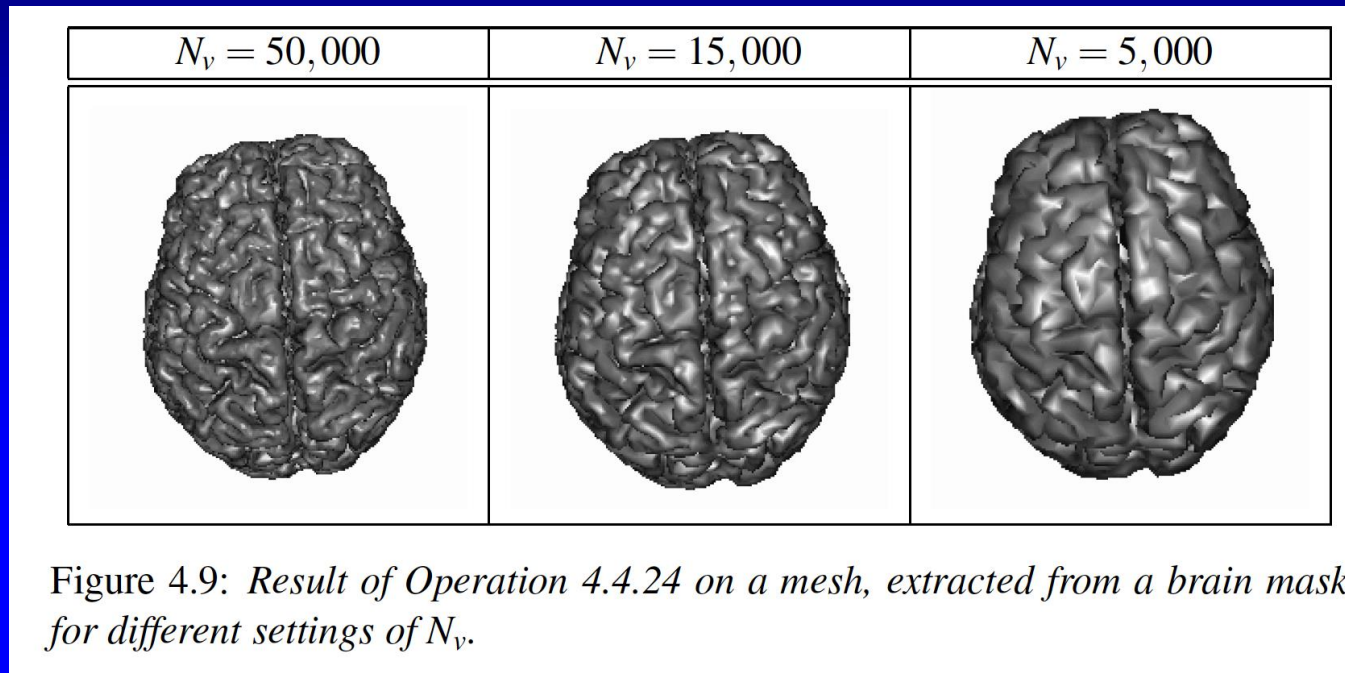 N_v = 50,000 N_v = 15,000 N_v = 5,000
Figure 4.9: Result of Operation 4.4.24 on a mesh, extracted from a brain mask
for different settings of N_v.